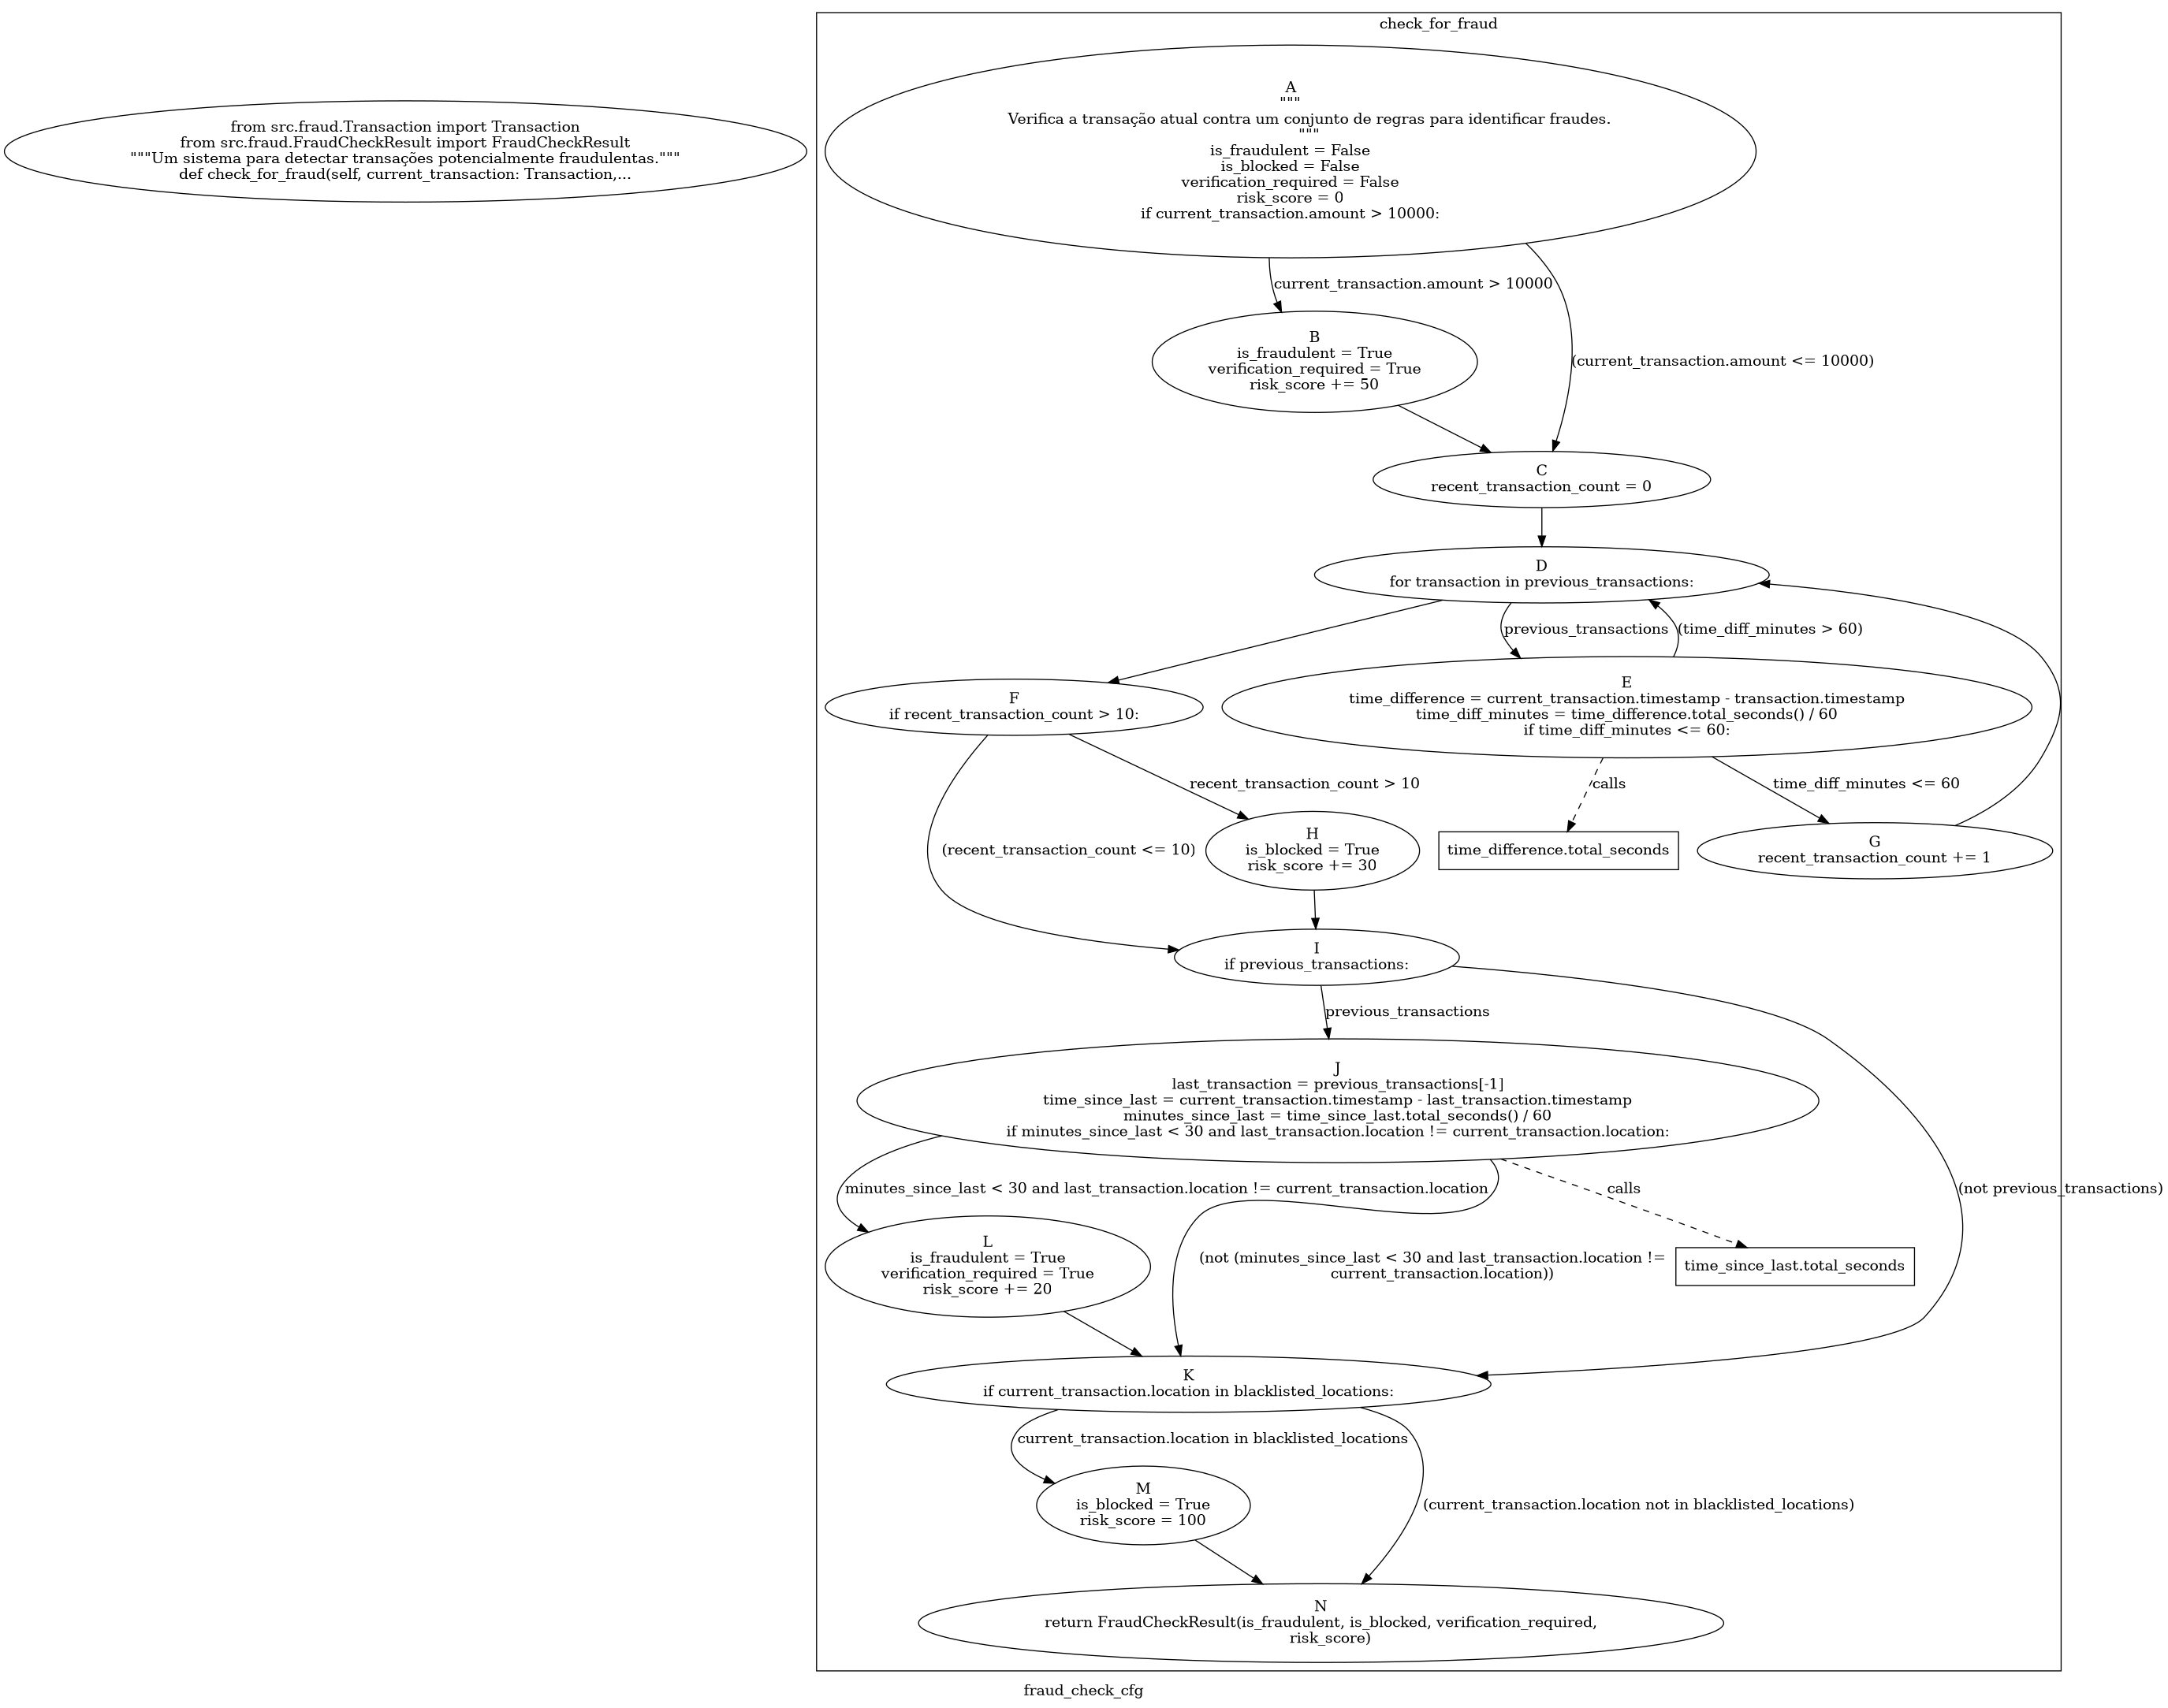 check_for_fraud
from src.fraud.Transaction import Transaction
from src.fraud.FraudCheckResult import FraudCheckResult
"""Um sistema para detectar transações potencialmente fraudulentas."""
def check_for_fraud(self, current_transaction: Transaction,...
A
"""
Verifica a transação atual contra um conjunto de regras para identificar fraudes.
"""
is_fraudulent = False
is_blocked = False
verification_required = False
risk_score = 0
if current_transaction.amount > 10000:
current_transaction.amount > 10000
B
is_fraudulent = True
verification_required = True
risk_score += 50
(current_transaction.amount <= 10000)
C
recent_transaction_count = 0
D
for transaction in previous_transactions:
previous_transactions
(time_diff_minutes > 60)
F
if recent_transaction_count > 10:
E
time_difference = current_transaction.timestamp - transaction.timestamp
time_diff_minutes = time_difference.total_seconds() / 60
if time_diff_minutes <= 60:
recent_transaction_count > 10
calls
time_diff_minutes <= 60
(recent_transaction_count <= 10)
H
is_blocked = True
risk_score += 30
time_difference.total_seconds
G
recent_transaction_count += 1
I
if previous_transactions:
previous_transactions
J
last_transaction = previous_transactions[-1]
time_since_last = current_transaction.timestamp - last_transaction.timestamp
minutes_since_last = time_since_last.total_seconds() / 60
if minutes_since_last < 30 and last_transaction.location != current_transaction.location:
minutes_since_last < 30 and last_transaction.location != current_transaction.location
calls
(not previous_transactions)
L
is_fraudulent = True
verification_required = True
risk_score += 20
(not (minutes_since_last < 30 and last_transaction.location !=
current_transaction.location))
time_since_last.total_seconds
K
if current_transaction.location in blacklisted_locations:
current_transaction.location in blacklisted_locations
M
is_blocked = True
risk_score = 100
(current_transaction.location not in blacklisted_locations)
N
return FraudCheckResult(is_fraudulent, is_blocked, verification_required,
risk_score)
fraud_check_cfg